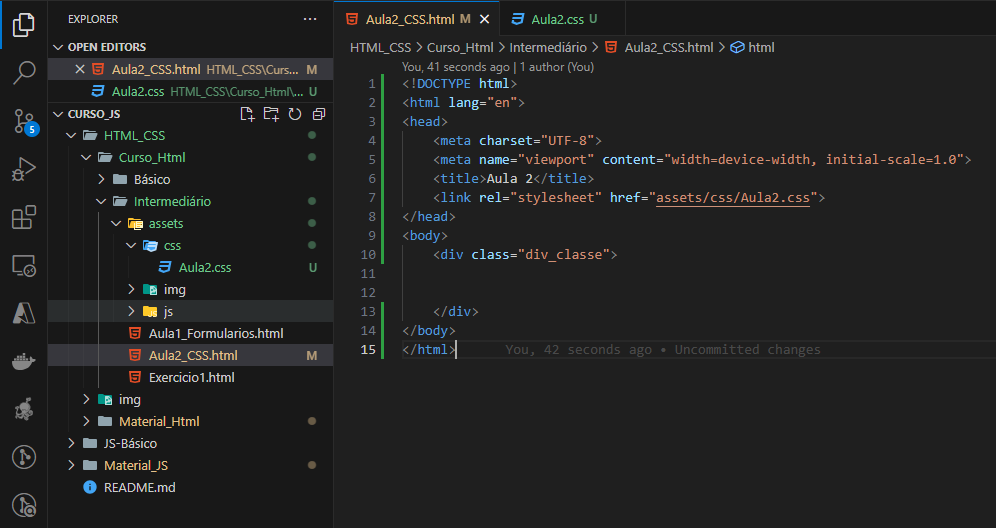 EXPLORER
OPEN EDITORS
Aula2_CSS.html HTML_CSS\Curs... M
Aula2.css HTML_CSS\Curso_Html\... U
CURSO_JS
HTML_CSS
Curso_Html
Básico
Intermediário
assets
css
Aula2.css U
img
js
Aula1_Formularios.html
Aula2_CSS.html M
Exercicio1.html
img
Material_Html
JS-Básico
Material_JS
README.md
5
Aula2_CSS.html M Aula2.css U
HTML_CSS > Curso_Html > Intermediário > Aula2_CSS.html > html
You, 41 seconds ago | 1 author (You)
1 <!DOCTYPE html>
2 <html lang="en">
3 <head>
4 <meta charset="UTF-8">
5 <meta name="viewport" content="width=device-width, initial-scale=1.0">
6 <title>Aula 2</title>
7 <link rel="stylesheet" href="assets/css/Aula2.css">
8 </head>
9 <body>
10 <div class="div_classe">
11
12
13 </div>
14 </body>
15 </html> You, 42 seconds ago • Uncommitted changes